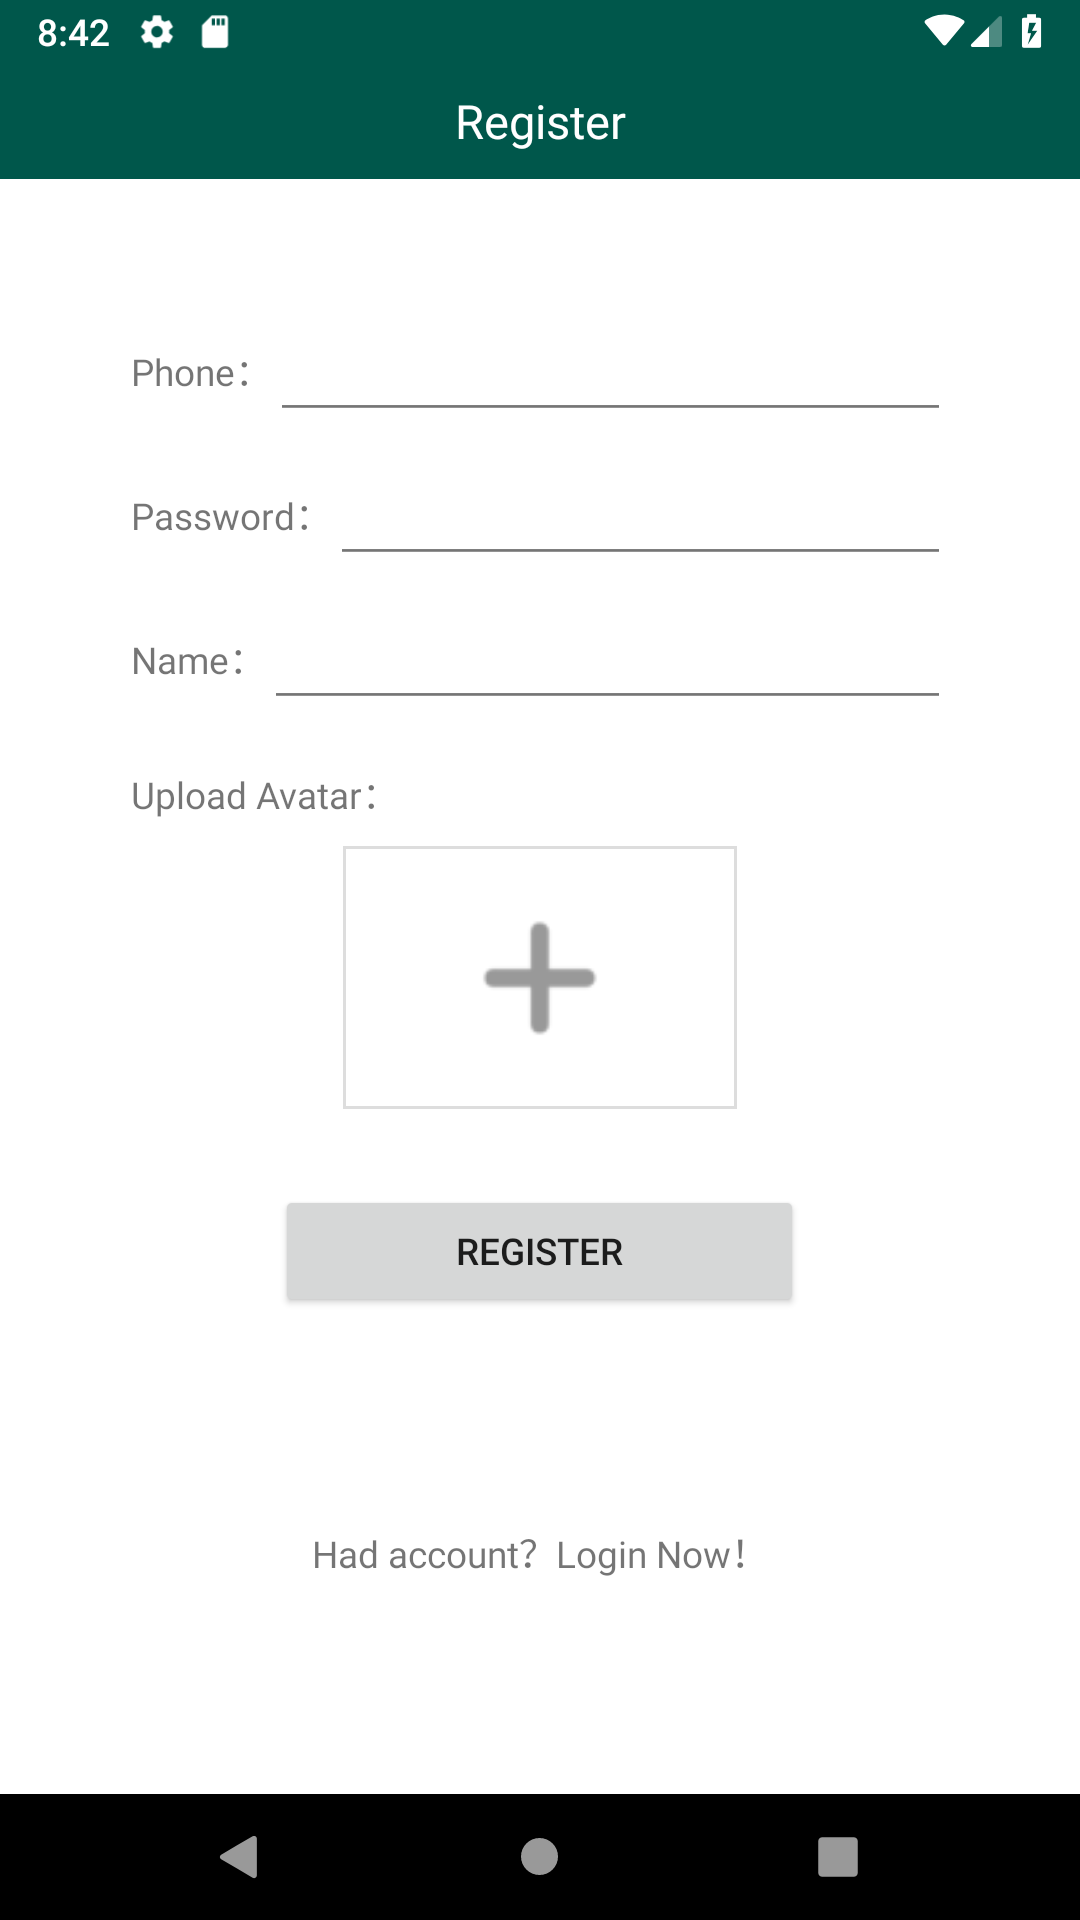 8:42
Register
Phone：
Password：
Name：
Upload Avatar：
REGISTER
Had account？Login Now！